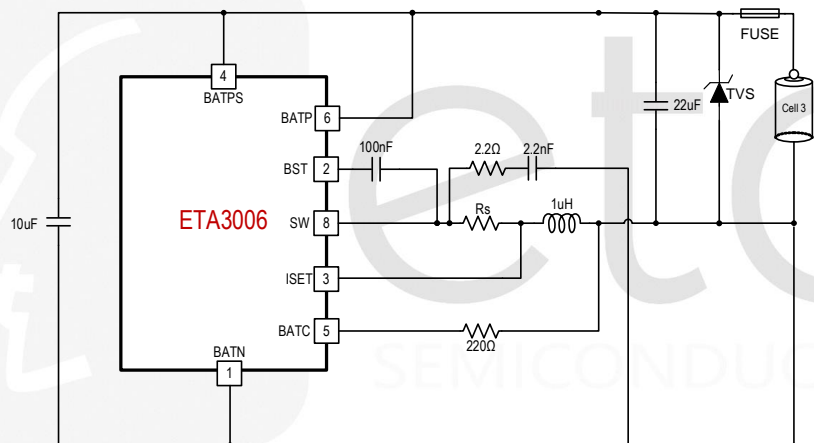 FUSE
4
BATPS
Cell 3
TVS
22uF
BATP 6
100nF
2.2Ω 2.2nF
BST 2
10uF
ETA3006
SW 8
Rs
1uH
ISET 3
BATC 5
220Ω
BATN
1
eta
SEMICONDUC